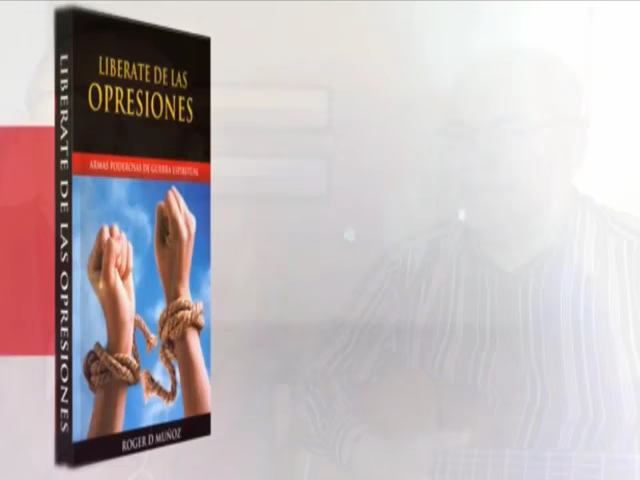 LIBERATE DE LAS OPRESIONES
LIBERATE DE LAS
OPRESIONES
ARMAS PODEROSAS DE GUERRA ESPIRITUAL
ROGER D MUÑOZ